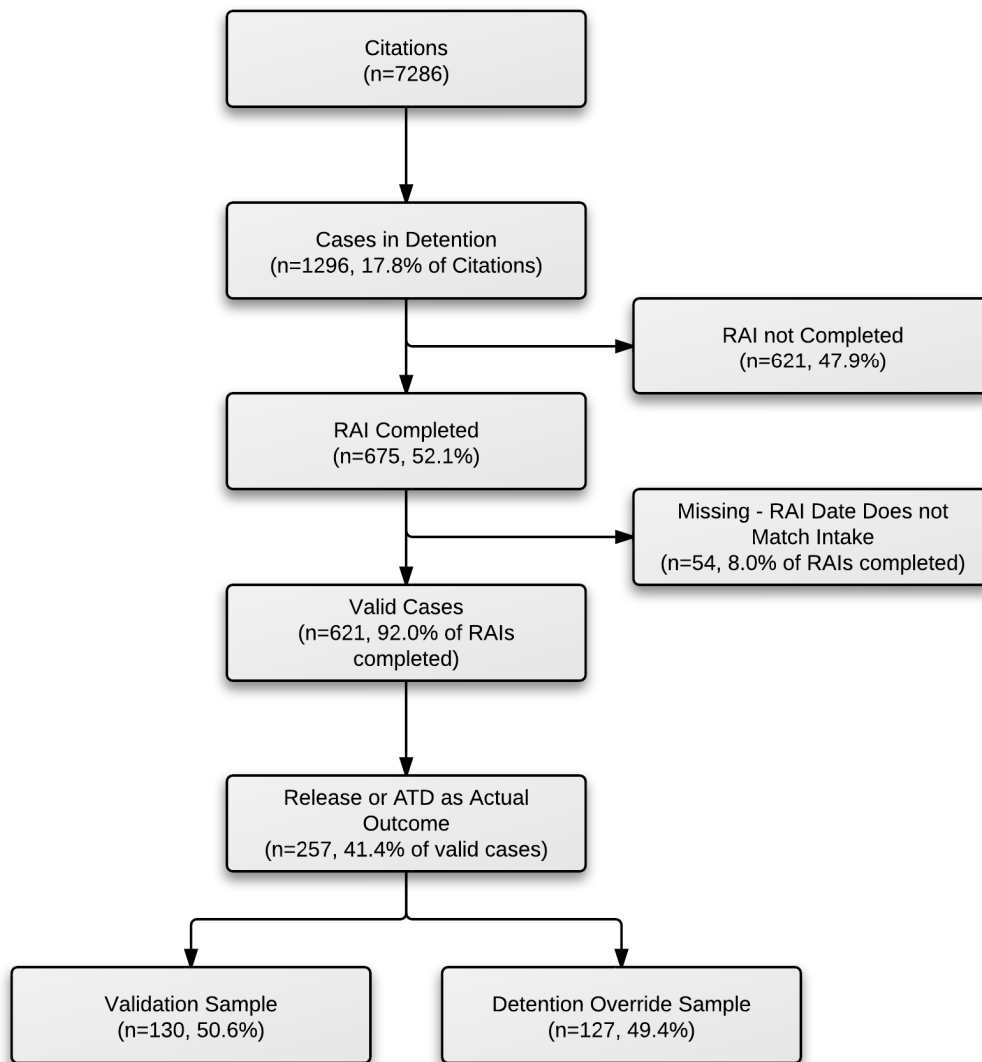 Citations
(n=7286)
Cases in Detention
(n=1296, 17.8% of Citations)
RAI not Completed
(n=621, 47.9%)
RAI Completed
(n=675, 52.1%)
Missing - RAI Date Does not
Match Intake
(n=54, 8.0% of RAIs completed)
Valid Cases
(n=621, 92.0% of RAIs
completed)
Release or ATD as Actual
Outcome
(n=257, 41.4% of valid cases)
Validation Sample
(n=130, 50.6%)
Detention Override Sample
(n=127, 49.4%)